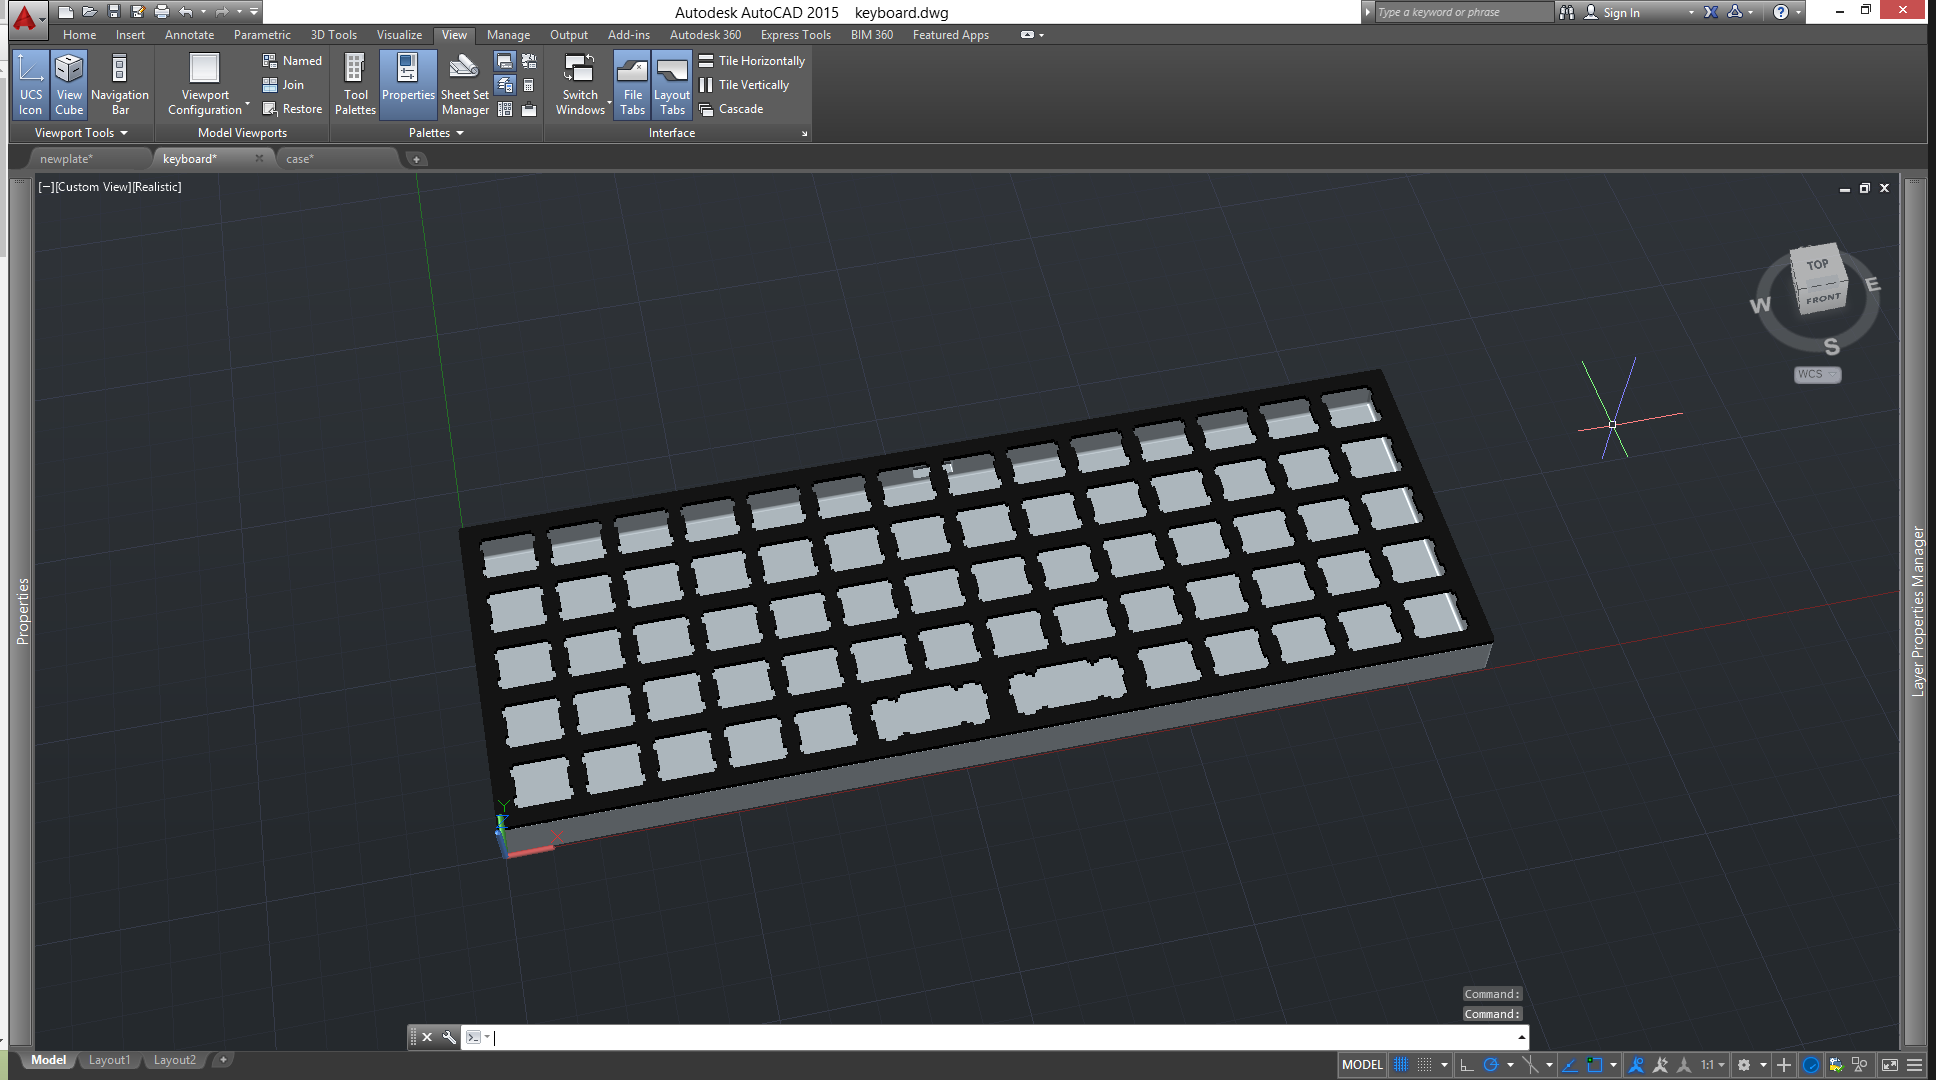 Autodesk AutoCAD 2015 keyboard.dwg
Type a keyword or phrase
Sign In
Home Insert Annotate Parametric 3D Tools Visualize View Manage Output Add-ins Autodesk 360 Express Tools BIM 360 Featured Apps
UCS Icon
View Cube
Navigation Bar
Viewport Configuration
Named
Join
Restore
Tool Palettes
Properties
Sheet Set Manager
Switch Windows
File Tabs
Layout Tabs
Tile Horizontally
Tile Vertically
Cascade
Viewport Tools
Model Viewports
Palettes
Interface
newplate*
keyboard*
case*
[−][Custom View][Realistic]
TOP
FRONT
W
E
S
WCS
Properties
Layer Properties Manager
Y
X
Command:
Command:
Model Layout1 Layout2
MODEL
1:1